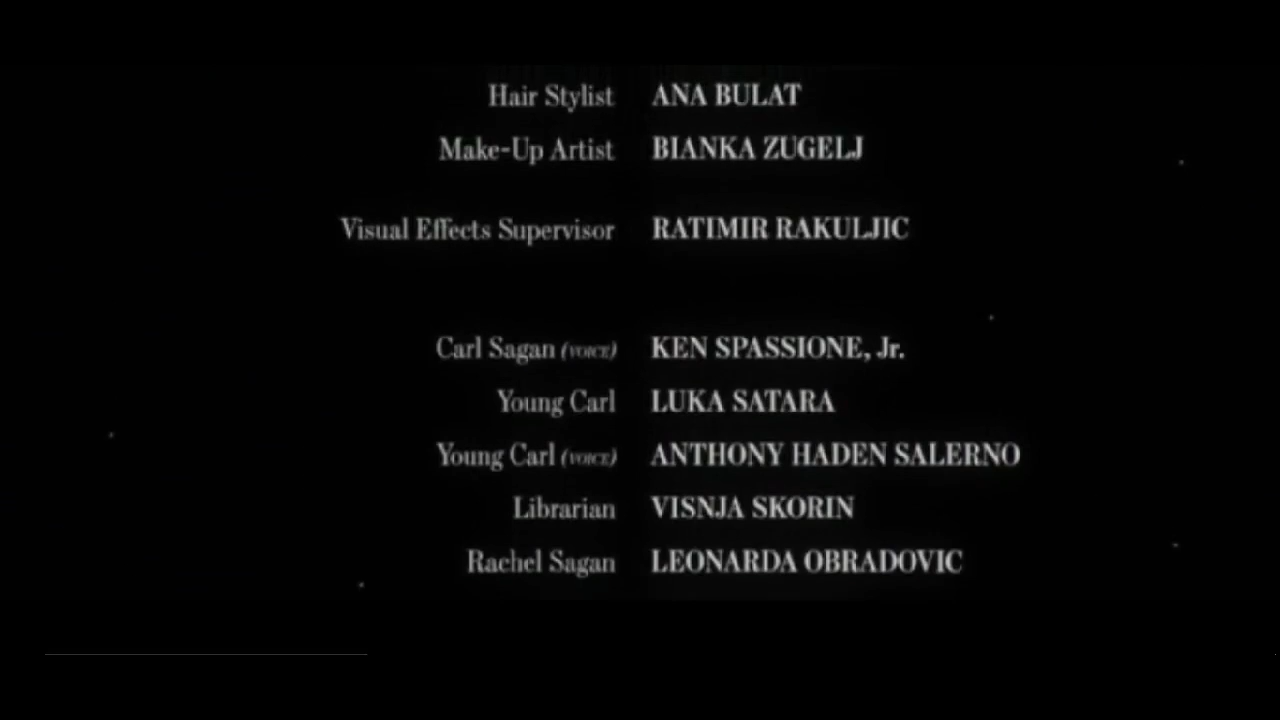 Hair Stylist ANA BULAT
Make-Up Artist BIANKA ZUGELJ
Visual Effects Supervisor RATIMIR RAKULJIC
Carl Sagan (VOICE) KEN SPASSIONE, Jr.
Young Carl LUKA SATARA
Young Carl (VOICE) ANTHONY HADEN SALERNO
Librarian VISNJA SKORIN
Rachel Sagan LEONARDA OBRADOVIC